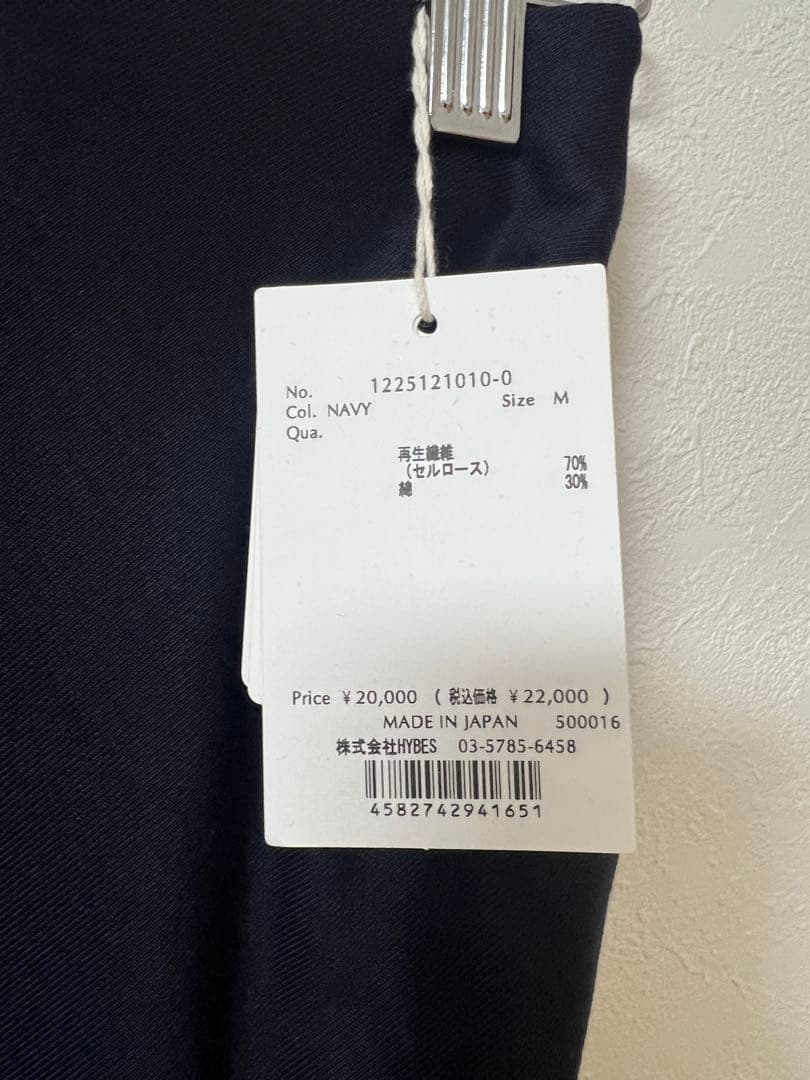 No. 1225121010-0
Col. NAVY Size M
Qua.
再生繊維
(セルロース) 70%
綿 30%
Price ¥20,000 ( 税込価格 ¥22,000 )
MADE IN JAPAN 500016
株式会社HYBES 03-5785-6458
4582742941651